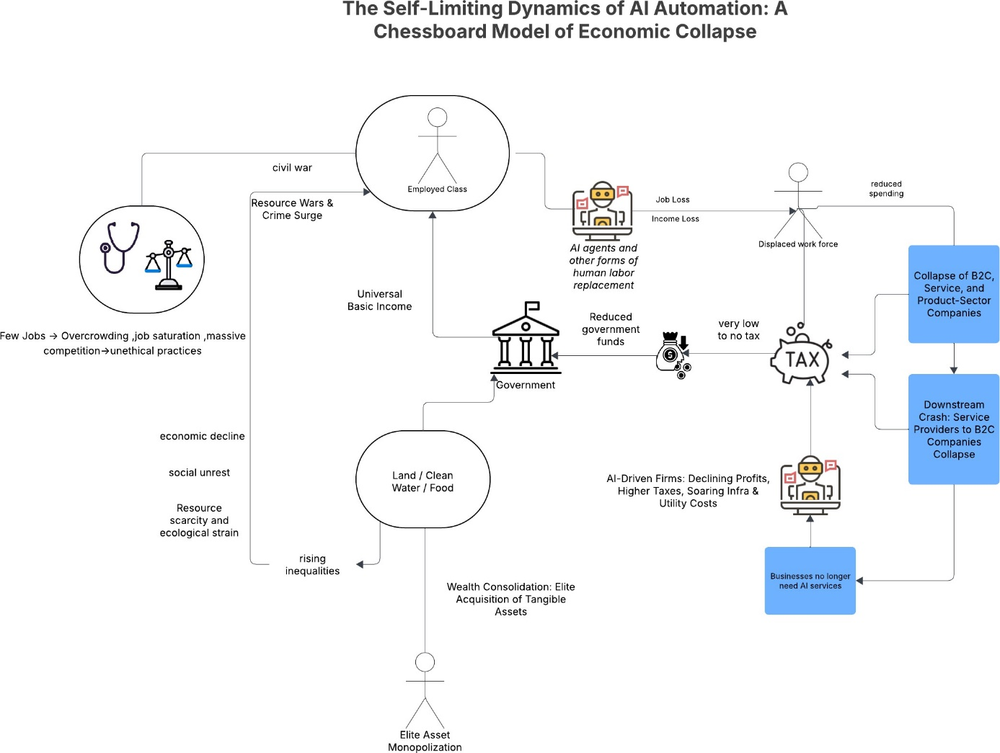 The Self-Limiting Dynamics of AI Automation: A
Chessboard Model of Economic Collapse
Employed Class
civil war
Resource Wars &
Crime Surge
Job Loss
Income Loss
reduced
spending
AI agents and
other forms of
human labor
replacement
Displaced work force
Collapse of B2C,
Service, and
Product-Sector
Companies
Universal
Basic Income
Few Jobs → Overcrowding ,job saturation ,massive
competition→unethical practices
Reduced
government
funds
very low
to no tax
TAX
Government
Downstream
Crash: Service
Providers to B2C
Companies
Collapse
economic decline
social unrest
Resource
scarcity and
ecological strain
Land / Clean
Water / Food
AI-Driven Firms: Declining Profits,
Higher Taxes, Soaring Infra &
Utility Costs
rising
inequalities
Businesses no longer
need AI services
Wealth Consolidation: Elite
Acquisition of Tangible
Assets
Elite Asset
Monopolization